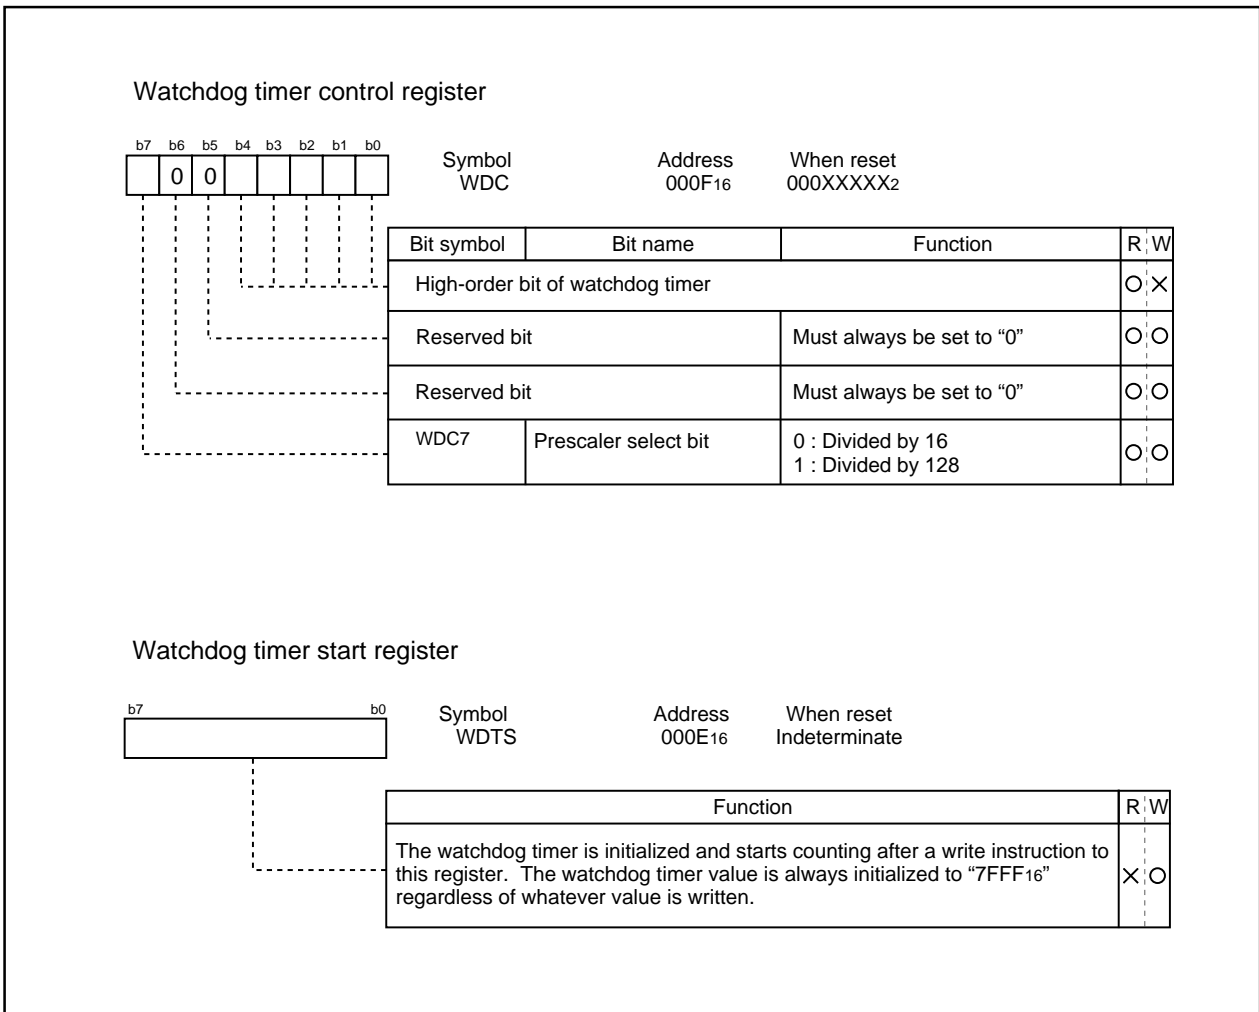 Watchdog timer control register
b7 b6 b5 b4 b3 b2 b1 b0
0 0
Symbol Address When reset
WDC 000F16 000XXXXX2
Bit symbol Bit name Function R W
High-order bit of watchdog timer
Reserved bit Must always be set to “0”
Reserved bit Must always be set to “0”
WDC7 Prescaler select bit 0 : Divided by 16
1 : Divided by 128
Watchdog timer start register
b7 b0
Symbol Address When reset
WDTS 000E16 Indeterminate
Function R W
The watchdog timer is initialized and starts counting after a write instruction to
this register. The watchdog timer value is always initialized to “7FFF16”
regardless of whatever value is written.